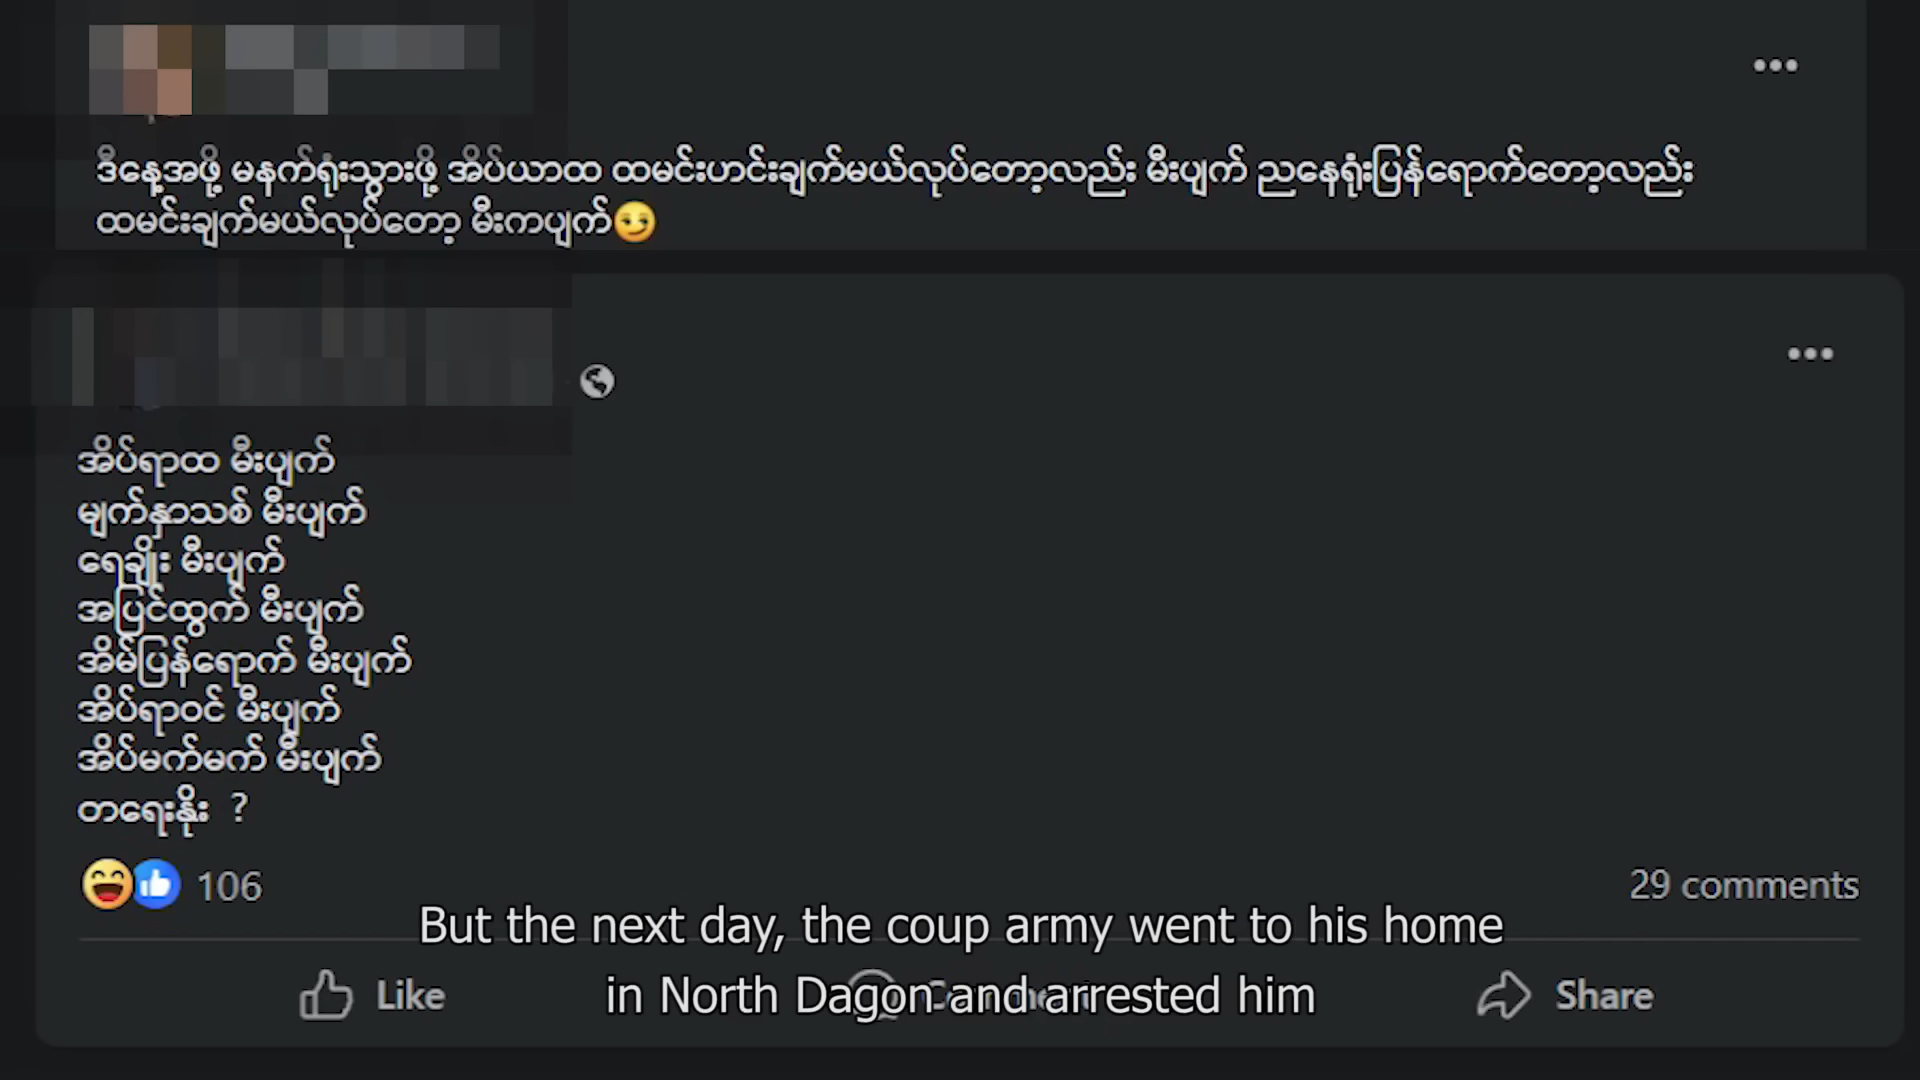 ဒီနေ့အဖို့ မနက်ရုံးသွားဖို့ အိပ်ယာထ ထမင်းဟင်းချက်မယ်လုပ်တော့လည်း မီးပျက် ညနေရုံးပြန်ရောက်တော့လည်း
ထမင်းချက်မယ်လုပ်တော့ မီးကပျက်😏
အိပ်ရာထ မီးပျက်
မျက်နှာသစ် မီးပျက်
ရေချိုး မီးပျက်
အပြင်ထွက် မီးပျက်
အိမ်ပြန်ရောက် မီးပျက်
အိပ်ရာဝင် မီးပျက်
အိပ်မက်မက် မီးပျက်
တရေးနိုး ?
106
29 comments
But the next day, the coup army went to his home
Like
in North Dagon and arrested him
Share